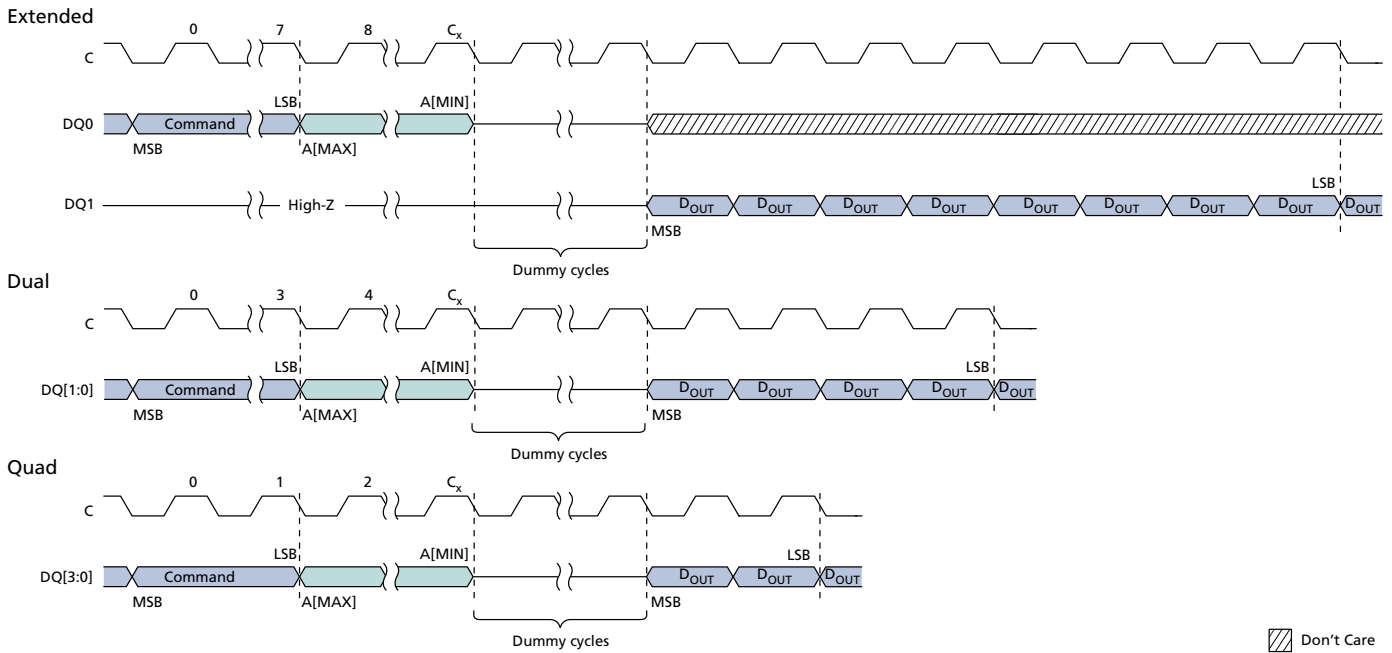 Extended
0 7 8 Cx
C
LSB A[MIN]
DQ0 Command
MSB A[MAX]
LSB
DQ1 High-Z DOUT DOUT DOUT DOUT DOUT DOUT DOUT DOUT DOUT
MSB
Dummy cycles
Dual
0 3 4 Cx
C
LSB A[MIN] LSB
DQ[1:0] Command DOUT DOUT DOUT DOUT DOUT
MSB A[MAX] MSB
Dummy cycles
Quad
0 1 2 Cx
C
LSB A[MIN] LSB
DQ[3:0] Command DOUT DOUT DOUT
MSB A[MAX] MSB
Dummy cycles
Don't Care